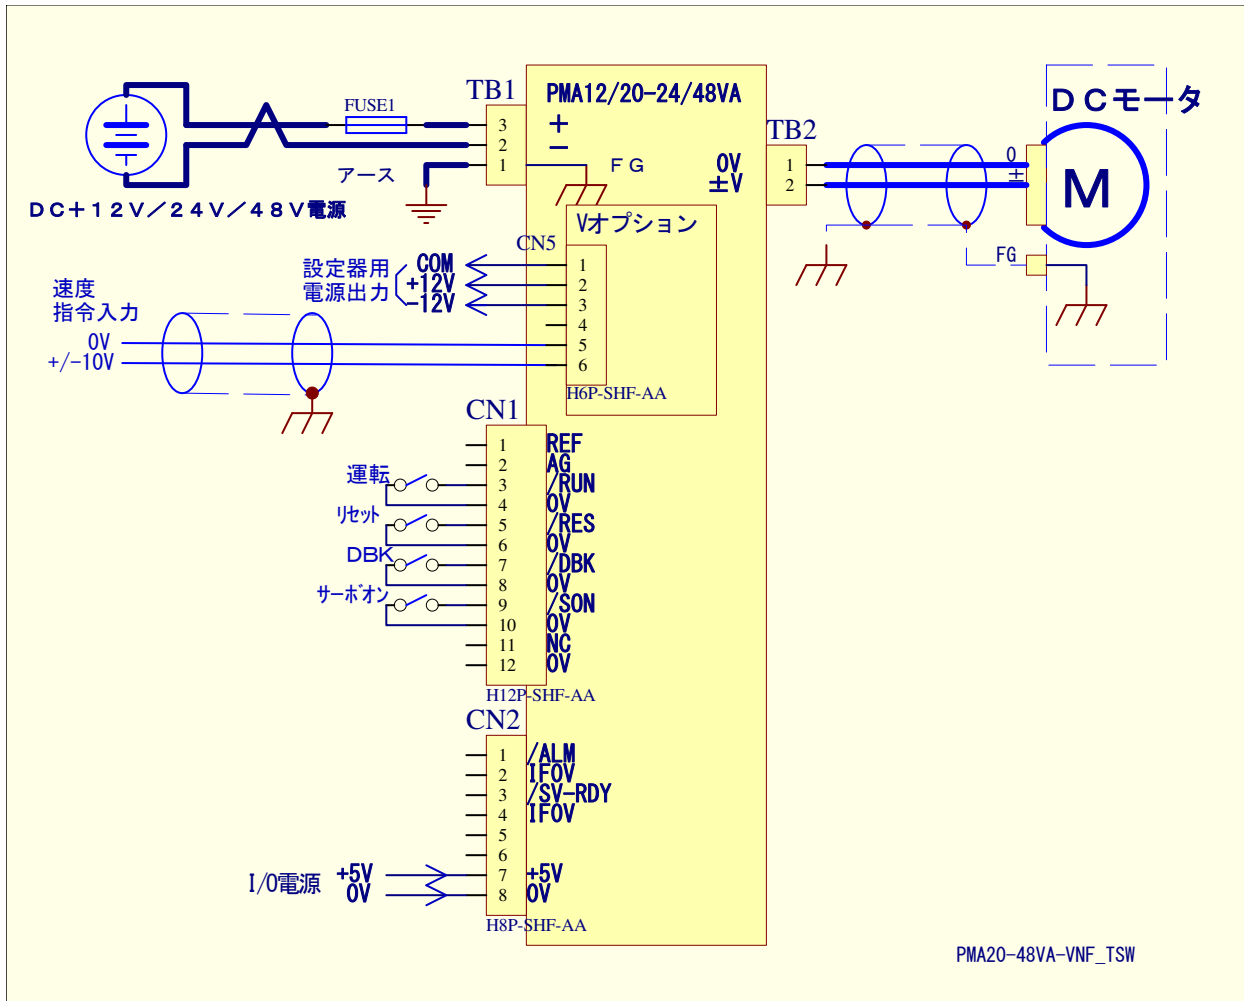 TB1
PMA12/20-24/48VA
FUSE1
3
2
1
+
−
FG
アース
DC+12V/24V/48V電源
TB2
0V
±V
1
2
DCモータ
0
±
M
FG
Vオプション
CN5
設定器用
電源出力
COM
+12V
-12V
1
2
3
4
5
6
H6P-SHF-AA
速度
指令入力
0V
+/-10V
CN1
1 REF
2 AG
運転 3 /RUN
4 0V
リセット 5 /RES
6 0V
DBK 7 /DBK
8 0V
サーボオン 9 /SON
10 0V
11 NC
12 0V
H12P-SHF-AA
CN2
1 /ALM
2 IF0V
3 /SV-RDY
4 IF0V
5
6
I/O電源 +5V 7 +5V
0V 8 0V
H8P-SHF-AA
PMA20-48VA-VNF_TSW